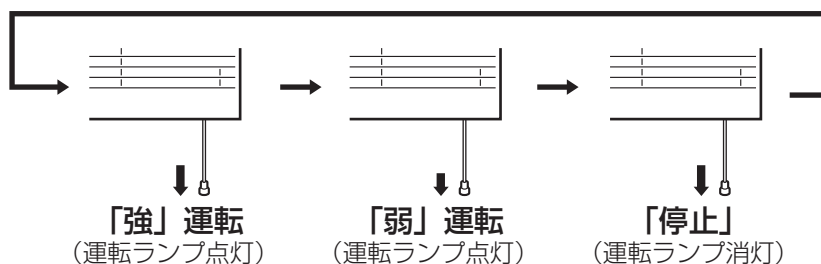 「強」運転
（運転ランプ点灯）
「弱」運転
（運転ランプ点灯）
「停止」
（運転ランプ消灯）